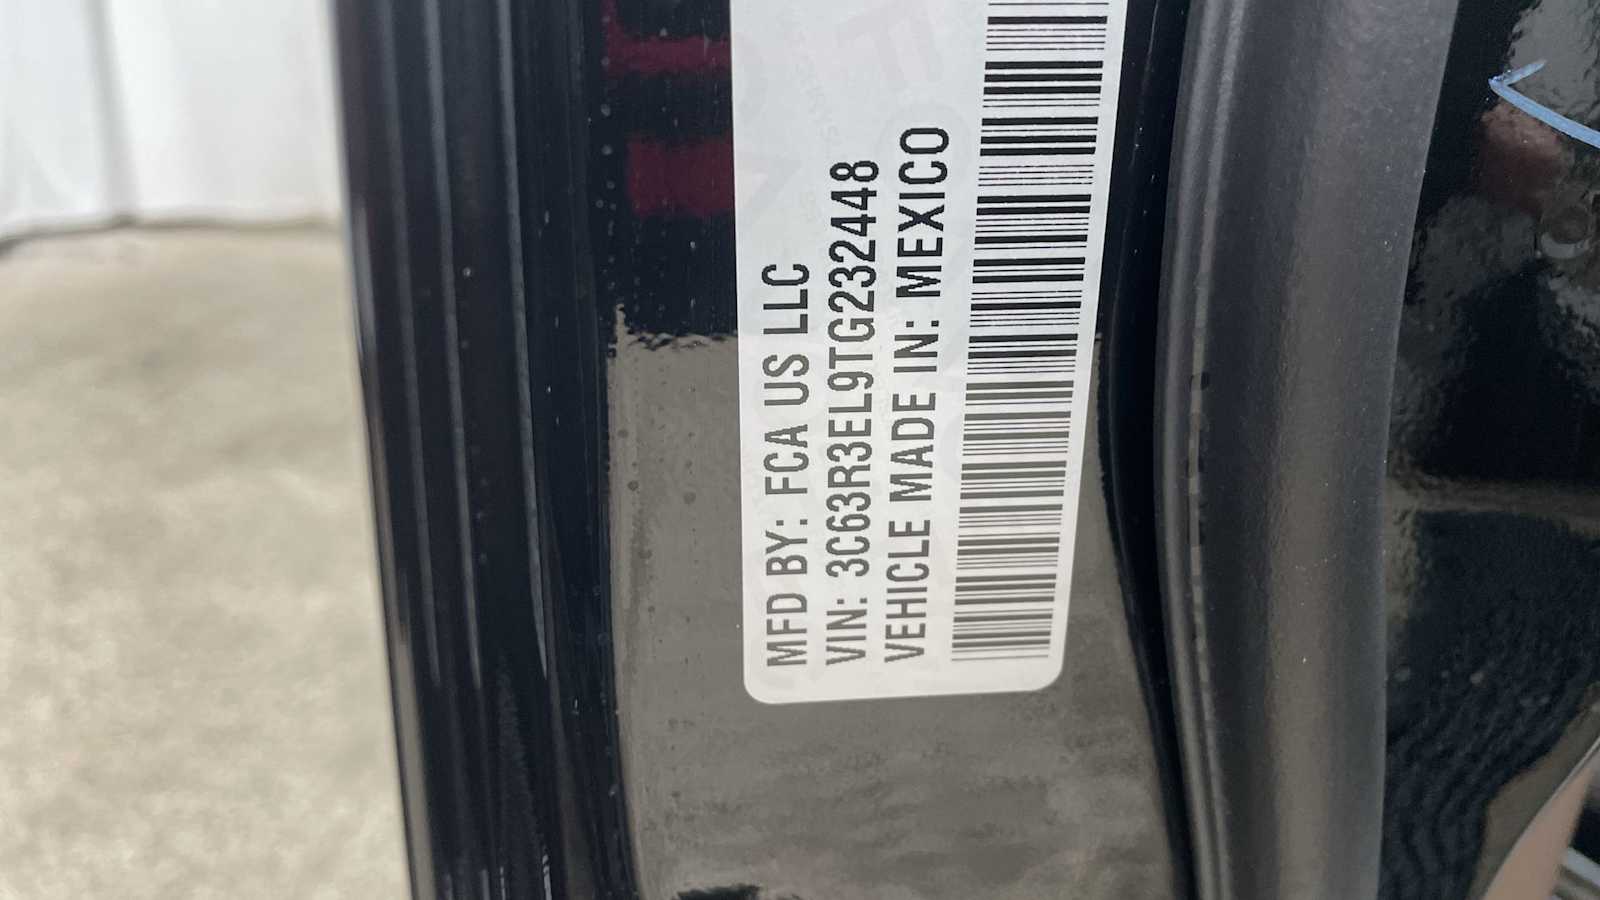 MFD BY: FCA US LLC
VIN: 3C63R3EL9TG232448
VEHICLE MADE IN: MEXICO